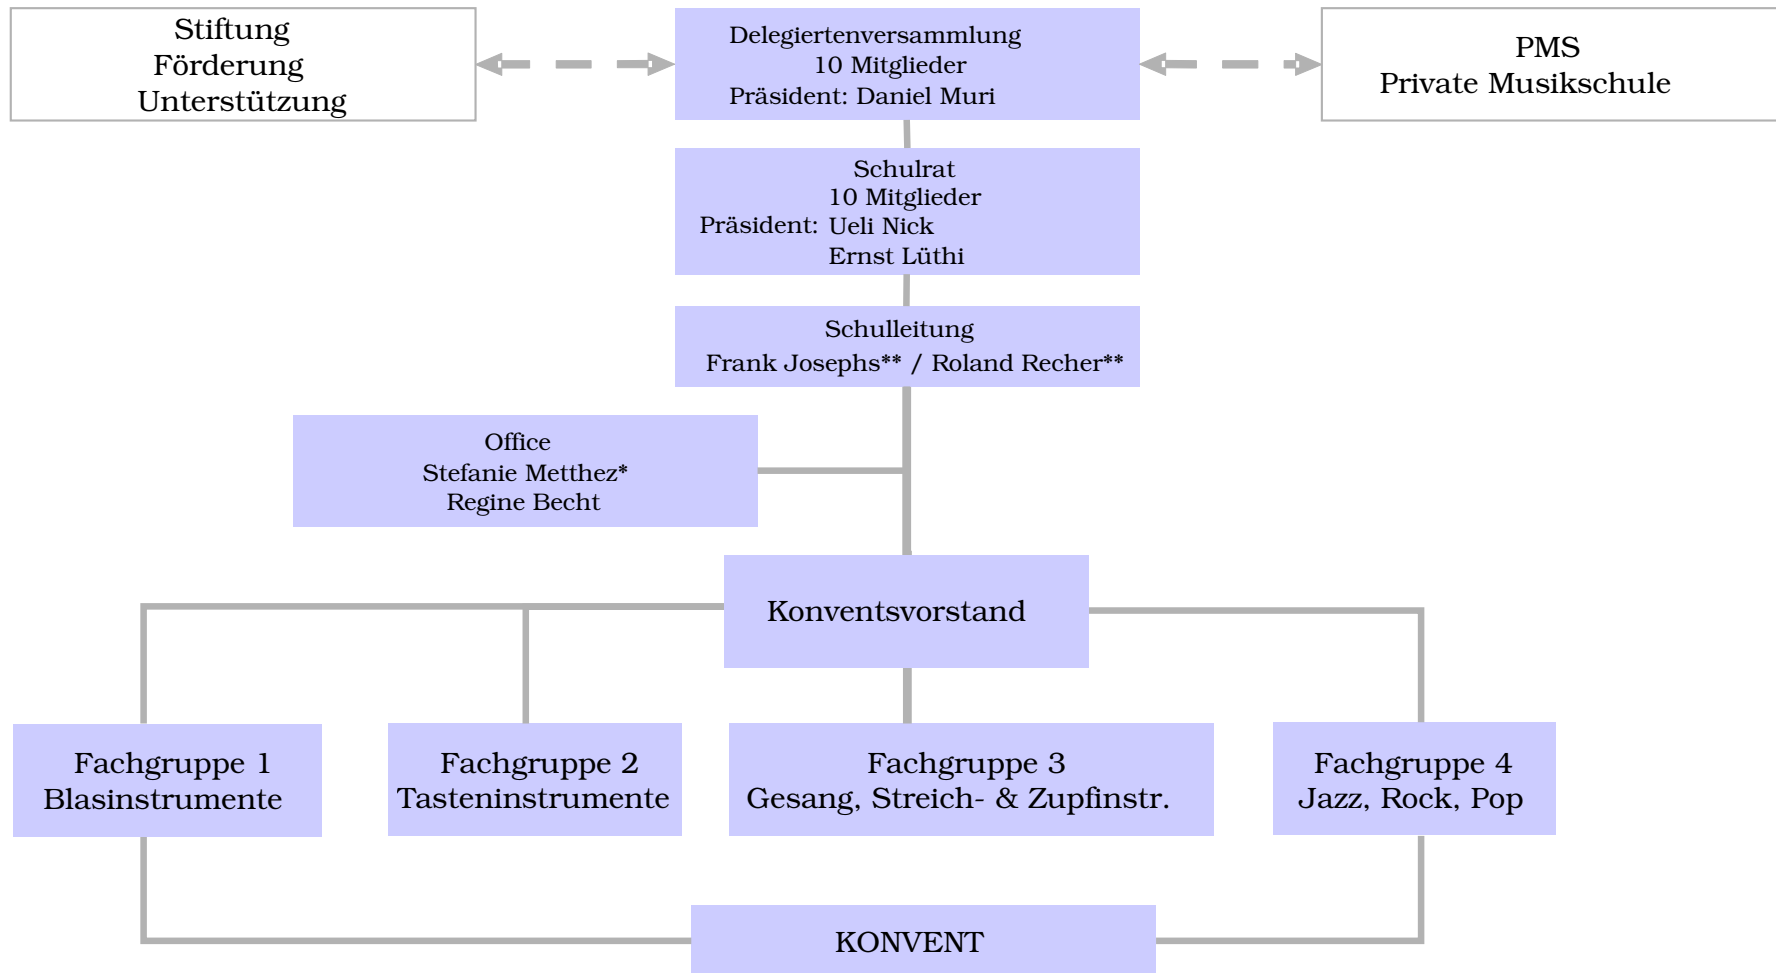 Stiftung
Förderung
Unterstützung
Delegiertenversammlung
10 Mitglieder
Präsident: Daniel Muri
PMS
Private Musikschule
Schulrat
10 Mitglieder
Präsident: Ueli Nick
Ernst Lüthi
Schulleitung
Frank Josephs** / Roland Recher**
Office
Stefanie Metthez*
Regine Becht
Konventsvorstand
Fachgruppe 1
Blasinstrumente
Fachgruppe 2
Tasteninstrumente
Fachgruppe 3
Gesang, Streich- & Zupfinstr.
Fachgruppe 4
Jazz, Rock, Pop
KONVENT